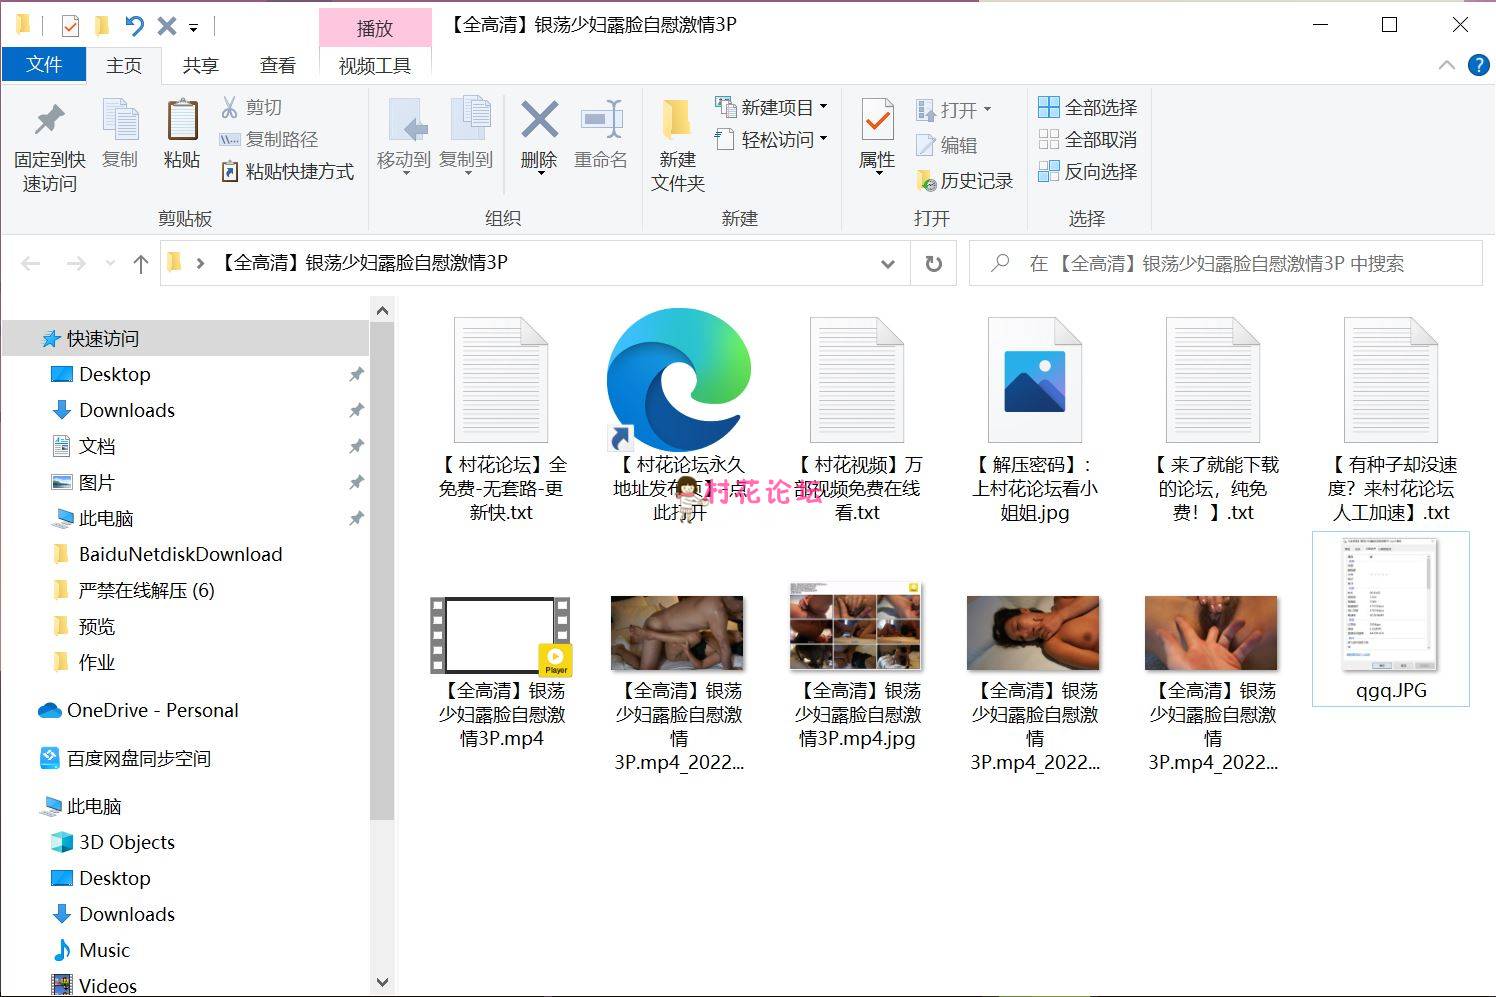 播放
【全高清】银荡少妇露脸自慰激情3P
文件
主页
共享
查看
视频工具
固定到快
速访问
复制
粘贴
剪切
复制路径
粘贴快捷方式
剪贴板
移动到
复制到
删除
重命名
组织
新建
文件夹
新建项目
轻松访问
新建
属性
打开
编辑
历史记录
打开
全部选择
全部取消
反向选择
选择
【全高清】银荡少妇露脸自慰激情3P
在 【全高清】银荡少妇露脸自慰激情3P 中搜索
快速访问
Desktop
Downloads
文档
图片
此电脑
BaiduNetdiskDownload
严禁在线解压 (6)
预览
作业
OneDrive - Personal
百度网盘同步空间
此电脑
3D Objects
Desktop
Downloads
Music
Videos
【 村花论坛】全
免费-无套路-更
新快.txt
【 村花论坛永久
地址发布页】-点
此打开
【 村花视频】万
部视频免费在线
看.txt
【 解压密码】:
上村花论坛看小
姐姐.jpg
【 来了就能下载
的论坛，纯免
费！】.txt
【 有种子却没速
度？来村花论坛
人工加速】.txt
村花论坛
Player
【全高清】银荡
少妇露脸自慰激
情3P.mp4
【全高清】银荡
少妇露脸自慰激
情
3P.mp4_2022...
【全高清】银荡
少妇露脸自慰激
情3P.mp4.jpg
【全高清】银荡
少妇露脸自慰激
情
3P.mp4_2022...
【全高清】银荡
少妇露脸自慰激
情
3P.mp4_2022...
qgq.JPG